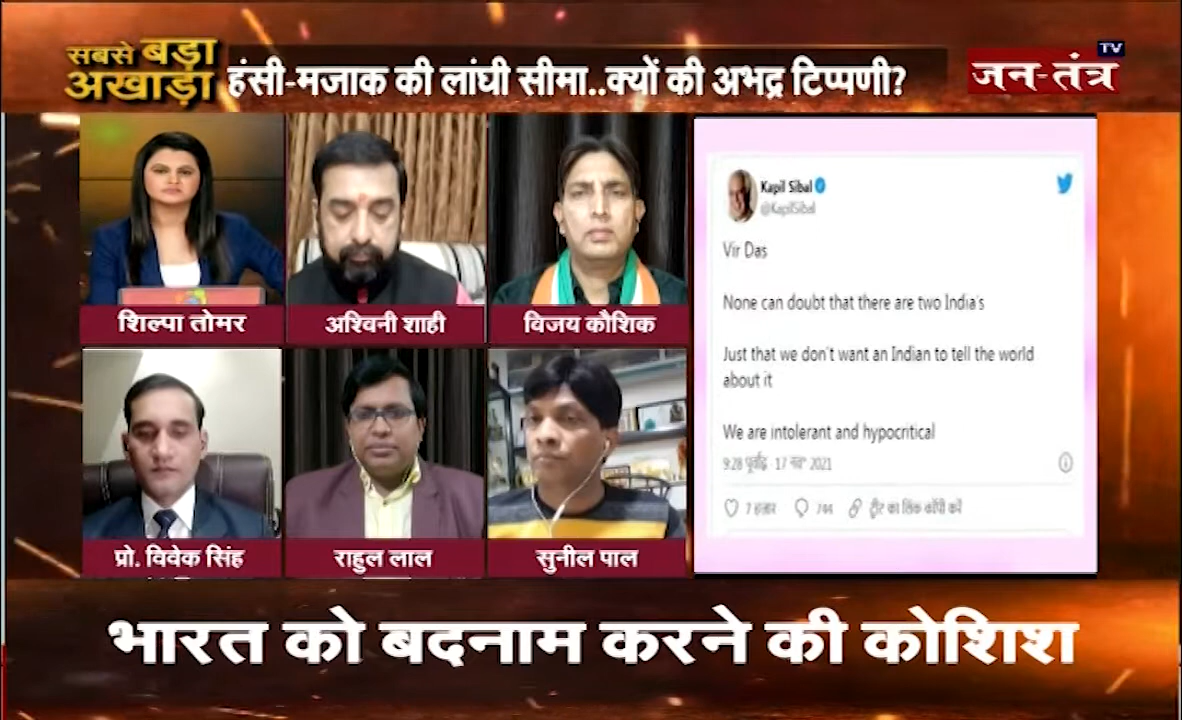 सबसे बड़ा
अखाड़ा
हंसी-मजाक की लांघी सीमा..क्यों की अभद्र टिप्पणी?
जन-तंत्र TV
शिल्पा तोमर
अश्विनी शाही
विजय कौशिक
प्रो. विवेक सिंह
राहुल लाल
सुनील पाल
Kapil Sibal
@KapilSibal
Vir Das
None can doubt that there are two India's
Just that we don't want an Indian to tell the world
about it
We are intolerant and hypocritical
9:28 पूर्वाह्न · 17 नव॰ 2021
7 हज़ार 744 ट्वीट का लिंक कॉपी करें
भारत को बदनाम करने की कोशिश